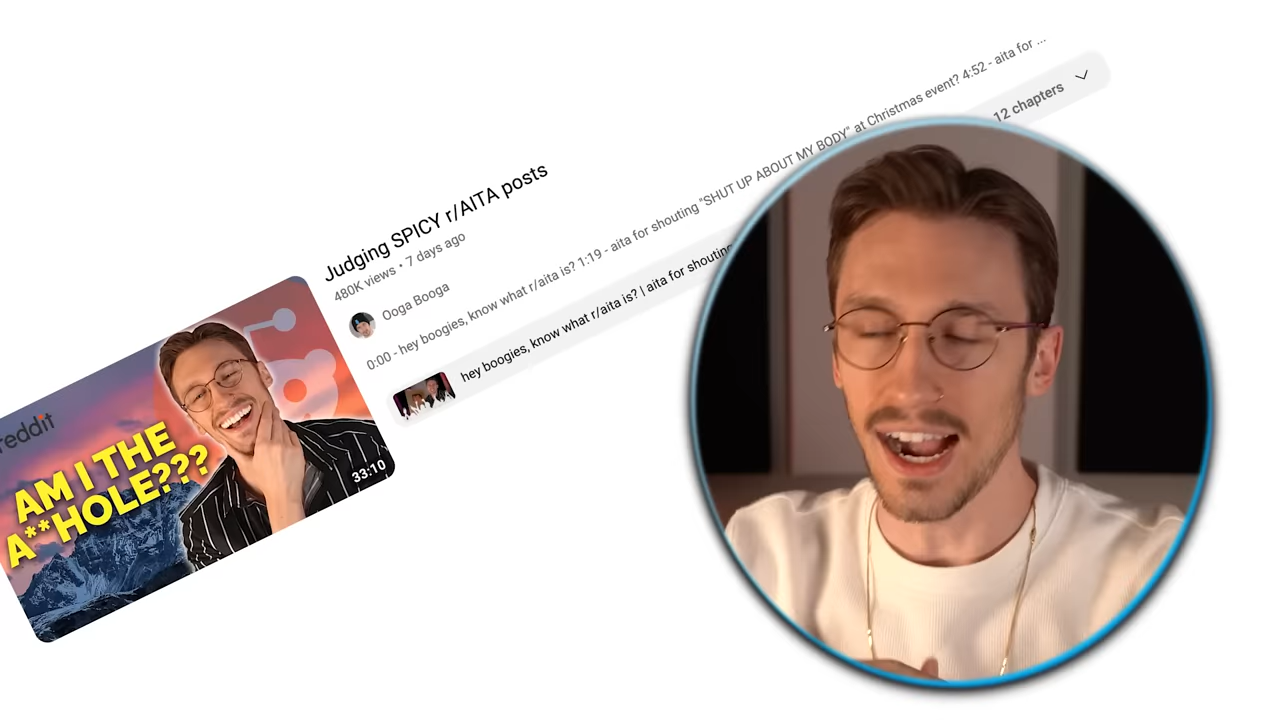 reddit
AM I THE
A**HOLE???
33:10
Judging SPICY r/AITA posts
480K views • 7 days ago
Ooga Booga
0:00 - hey boogies, know what r/aita is? 1:19 - aita for shouting "SHUT UP ABOUT MY BODY" at Christmas event? 4:52 - aita for ...
hey boogies, know what r/aita is? | aita for shouting
12 chapters